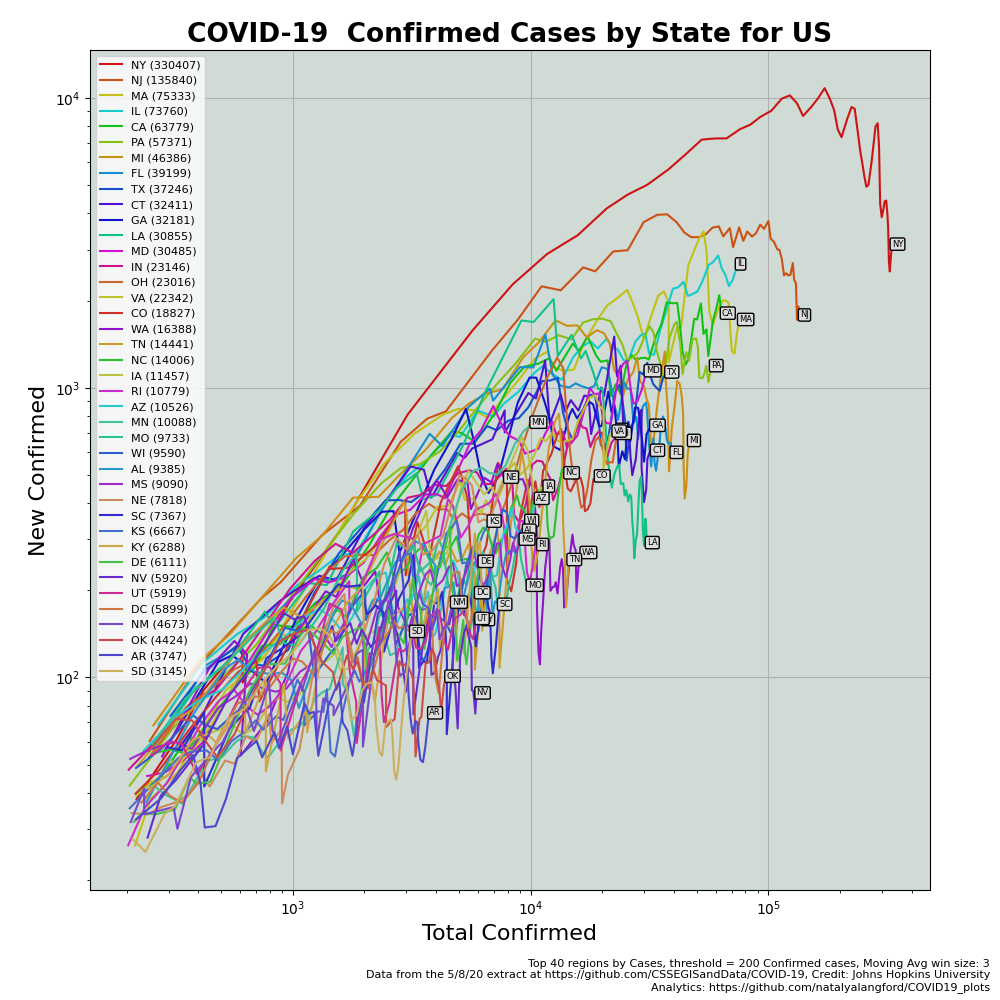 COVID-19  Confirmed Cases by State for US
NY (330407)
NJ (135840)
MA (75333)
IL (73760)
CA (63779)
PA (57371)
MI (46386)
FL (39199)
TX (37246)
CT (32411)
GA (32181)
LA (30855)
MD (30485)
IN (23146)
OH (23016)
VA (22342)
CO (18827)
WA (16388)
TN (14441)
NC (14006)
IA (11457)
RI (10779)
AZ (10526)
MN (10088)
MO (9733)
WI (9590)
AL (9385)
MS (9090)
NE (7818)
SC (7367)
KS (6667)
KY (6288)
DE (6111)
NV (5920)
UT (5919)
DC (5899)
NM (4673)
OK (4424)
AR (3747)
SD (3145)
10⁴
10³
10²
New Confirmed
NY
IL
NJ
CA
MA
PA
MD
TX
MN
VA
GA
MI
CT
FL
NE
NC
CO
IA
AZ
KS
WI
AL
MS
RI
LA
WA
TN
DE
MO
DC
NM
SC
UT
SD
OK
NV
AR
10³
10⁴
10⁵
Total Confirmed
Top 40 regions by Cases, threshold = 200 Confirmed cases, Moving Avg win size: 3
Data from the 5/8/20 extract at https://github.com/CSSEGISandData/COVID-19, Credit: Johns Hopkins University
Analytics: https://github.com/natalyalangford/COVID19_plots